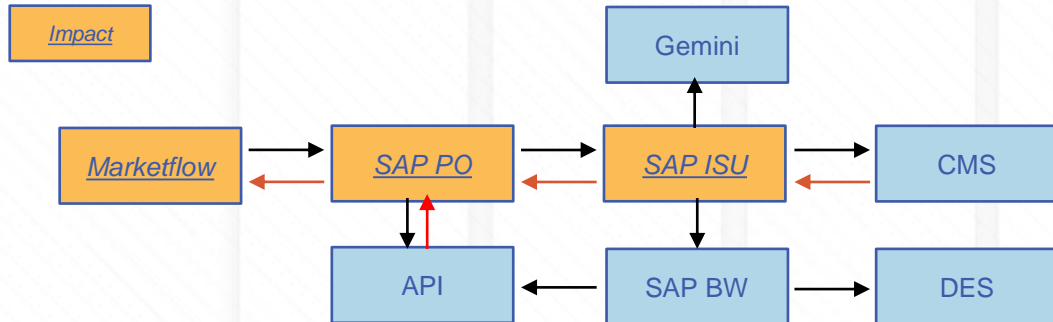 Impact
Gemini
Marketflow
SAP PO
SAP ISU
CMS
API
SAP BW
DES